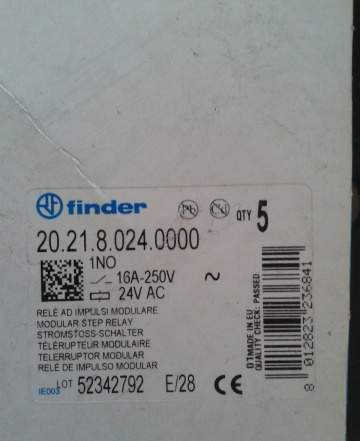 finder QTY 5
20.21.8.024.0000
1NO
16A-250V ~
24V AC
RELÈ AD IMPULSI MODULARE
MODULAR STEP RELAY
STROMSTOSS-SCHALTER
TÉLÉRUPTEUR MODULAIRE
TELERRUPTOR MODULAR
RELÉ DE IMPULSO MODULAR
IE003 LOT 52342792 E/28 CE
MADE IN EU
QUALITY CHECK: PASSED
8 012823 235841